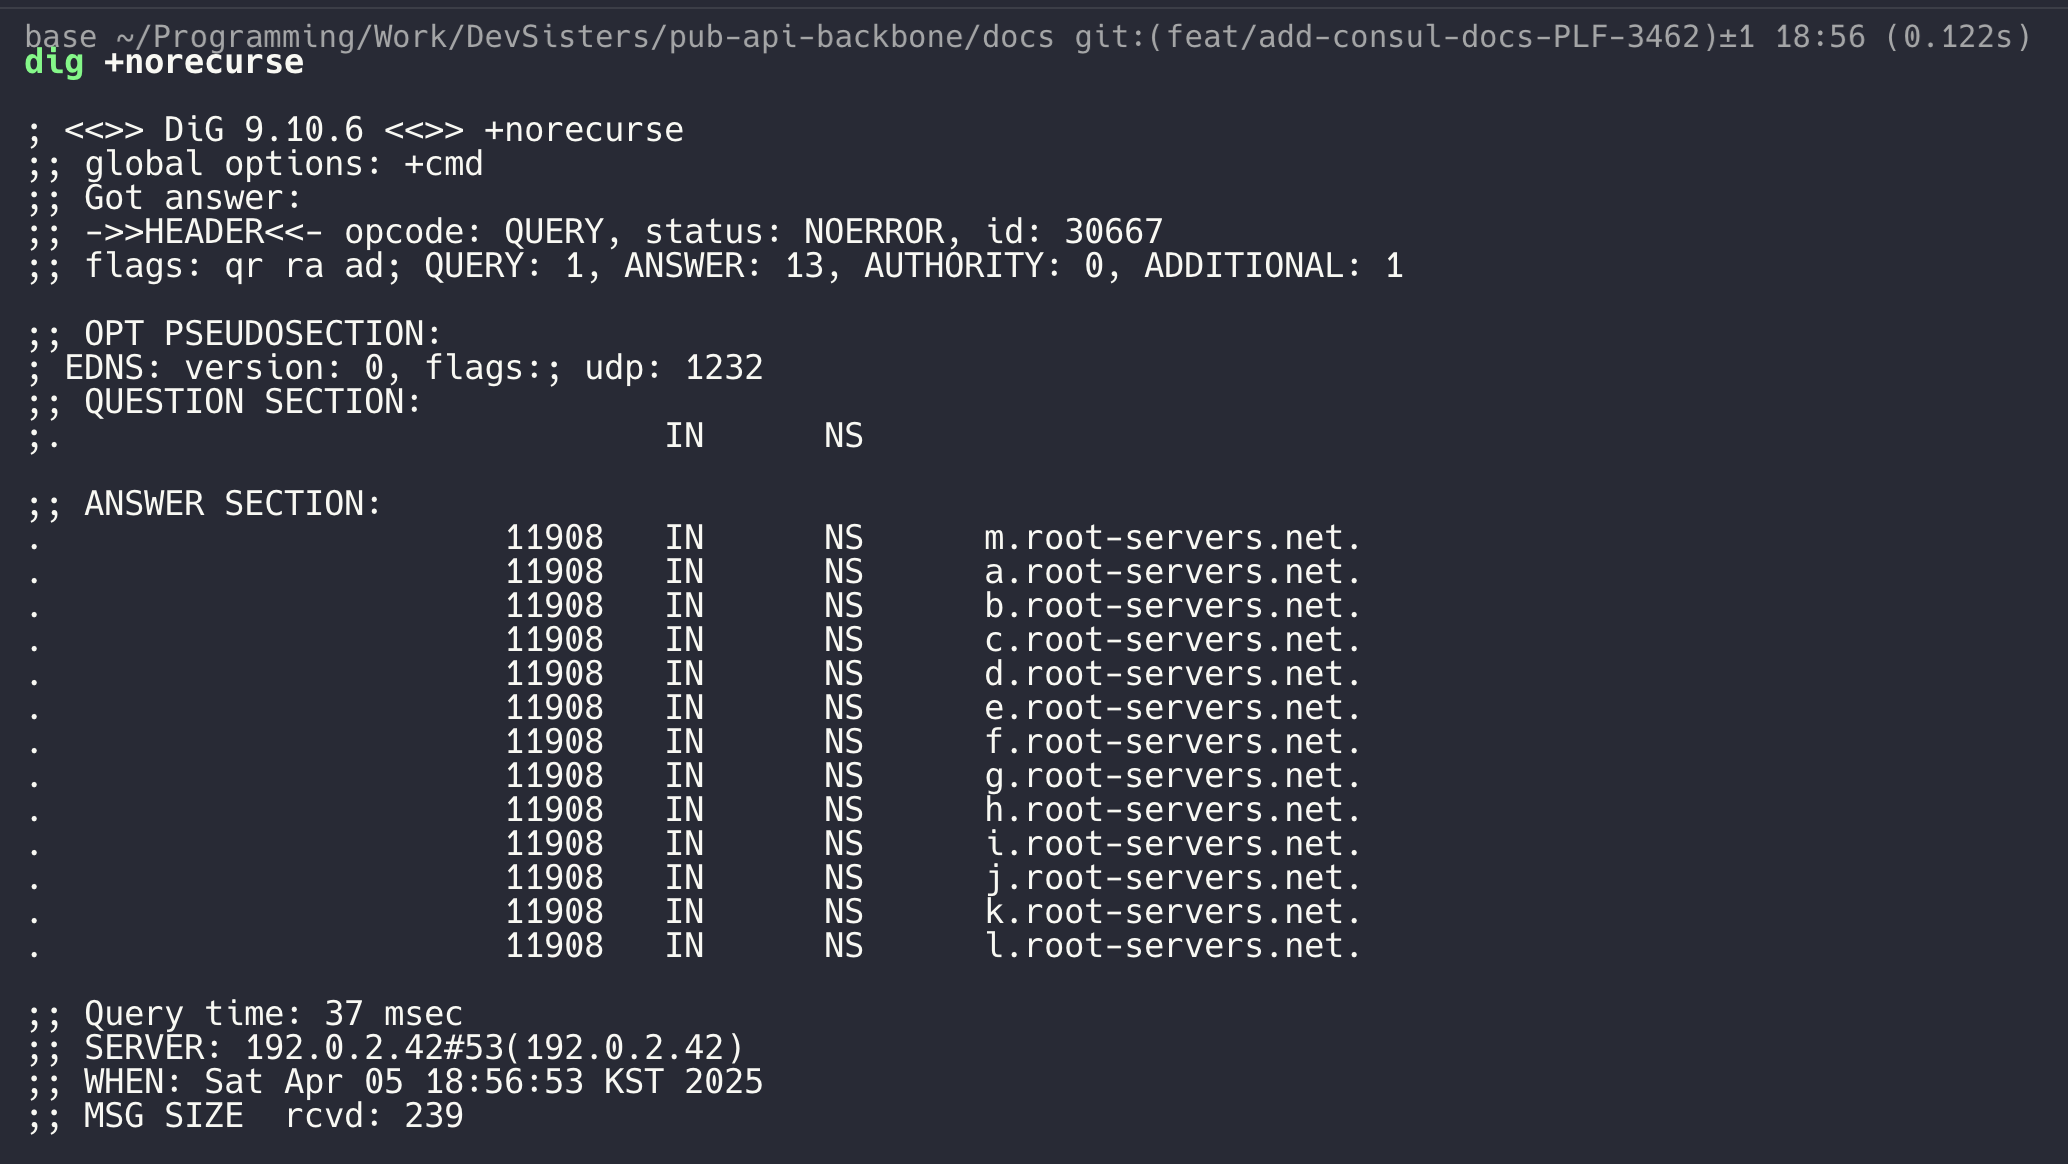 base ~/Programming/Work/DevSisters/pub-api-backbone/docs git:(feat/add-consul-docs-PLF-3462)±1 18:56 (0.122s)
dig +norecurse
; <<>> DiG 9.10.6 <<>> +norecurse
;; global options: +cmd
;; Got answer:
;; ->>HEADER<<- opcode: QUERY, status: NOERROR, id: 30667
;; flags: qr ra ad; QUERY: 1, ANSWER: 13, AUTHORITY: 0, ADDITIONAL: 1
;; OPT PSEUDOSECTION:
; EDNS: version: 0, flags:; udp: 1232
;; QUESTION SECTION:
;. IN NS
;; ANSWER SECTION:
. 11908 IN NS m.root-servers.net.
. 11908 IN NS a.root-servers.net.
. 11908 IN NS b.root-servers.net.
. 11908 IN NS c.root-servers.net.
. 11908 IN NS d.root-servers.net.
. 11908 IN NS e.root-servers.net.
. 11908 IN NS f.root-servers.net.
. 11908 IN NS g.root-servers.net.
. 11908 IN NS h.root-servers.net.
. 11908 IN NS i.root-servers.net.
. 11908 IN NS j.root-servers.net.
. 11908 IN NS k.root-servers.net.
. 11908 IN NS l.root-servers.net.
;; Query time: 37 msec
;; SERVER: 192.0.2.42#53(192.0.2.42)
;; WHEN: Sat Apr 05 18:56:53 KST 2025
;; MSG SIZE  rcvd: 239